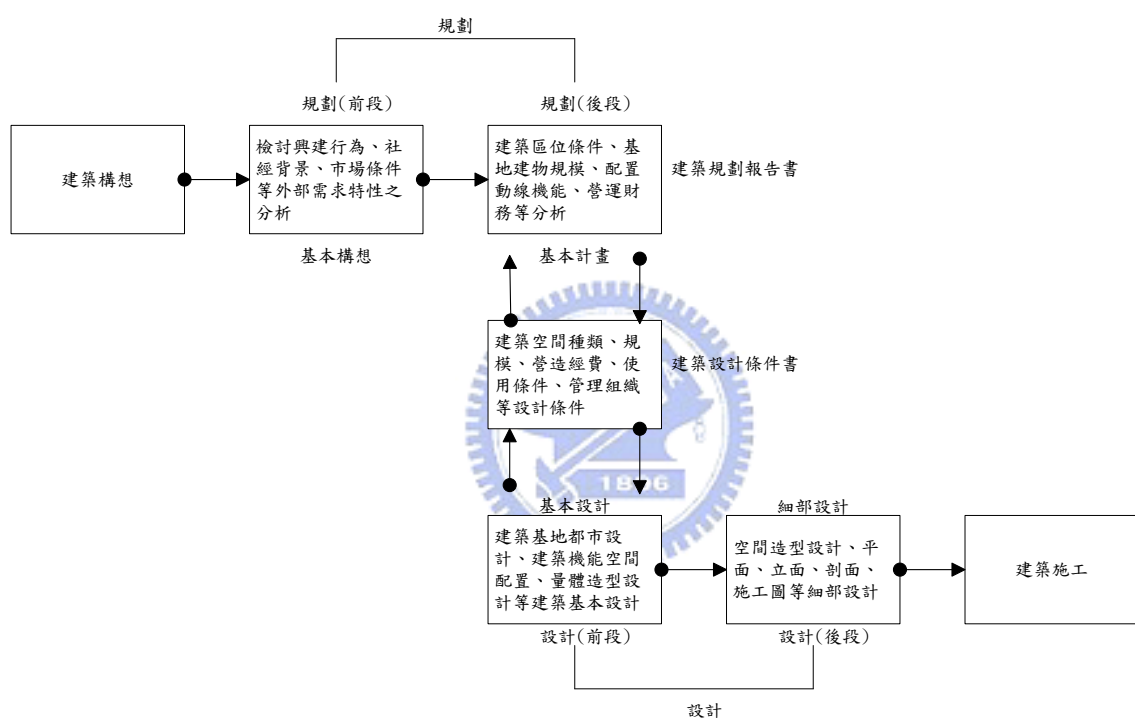 規劃
規劃(前段)
規劃(後段)
建築構想
檢討興建行為、社
經背景、市場條件
等外部需求特性之
分析
建築區位條件、基
地建物規模、配置
動線機能、營運財
務等分析
建築規劃報告書
基本構想
基本計畫
建築空間種類、規
模、營造經費、使
用條件、管理組織
等設計條件
建築設計條件書
1896
基本設計
細部設計
建築基地都市設
計、建築機能空間
配置、量體造型設
計等建築基本設計
空間造型設計、平
面、立面、剖面、
施工圖等細部設計
建築施工
設計(前段)
設計(後段)
設計